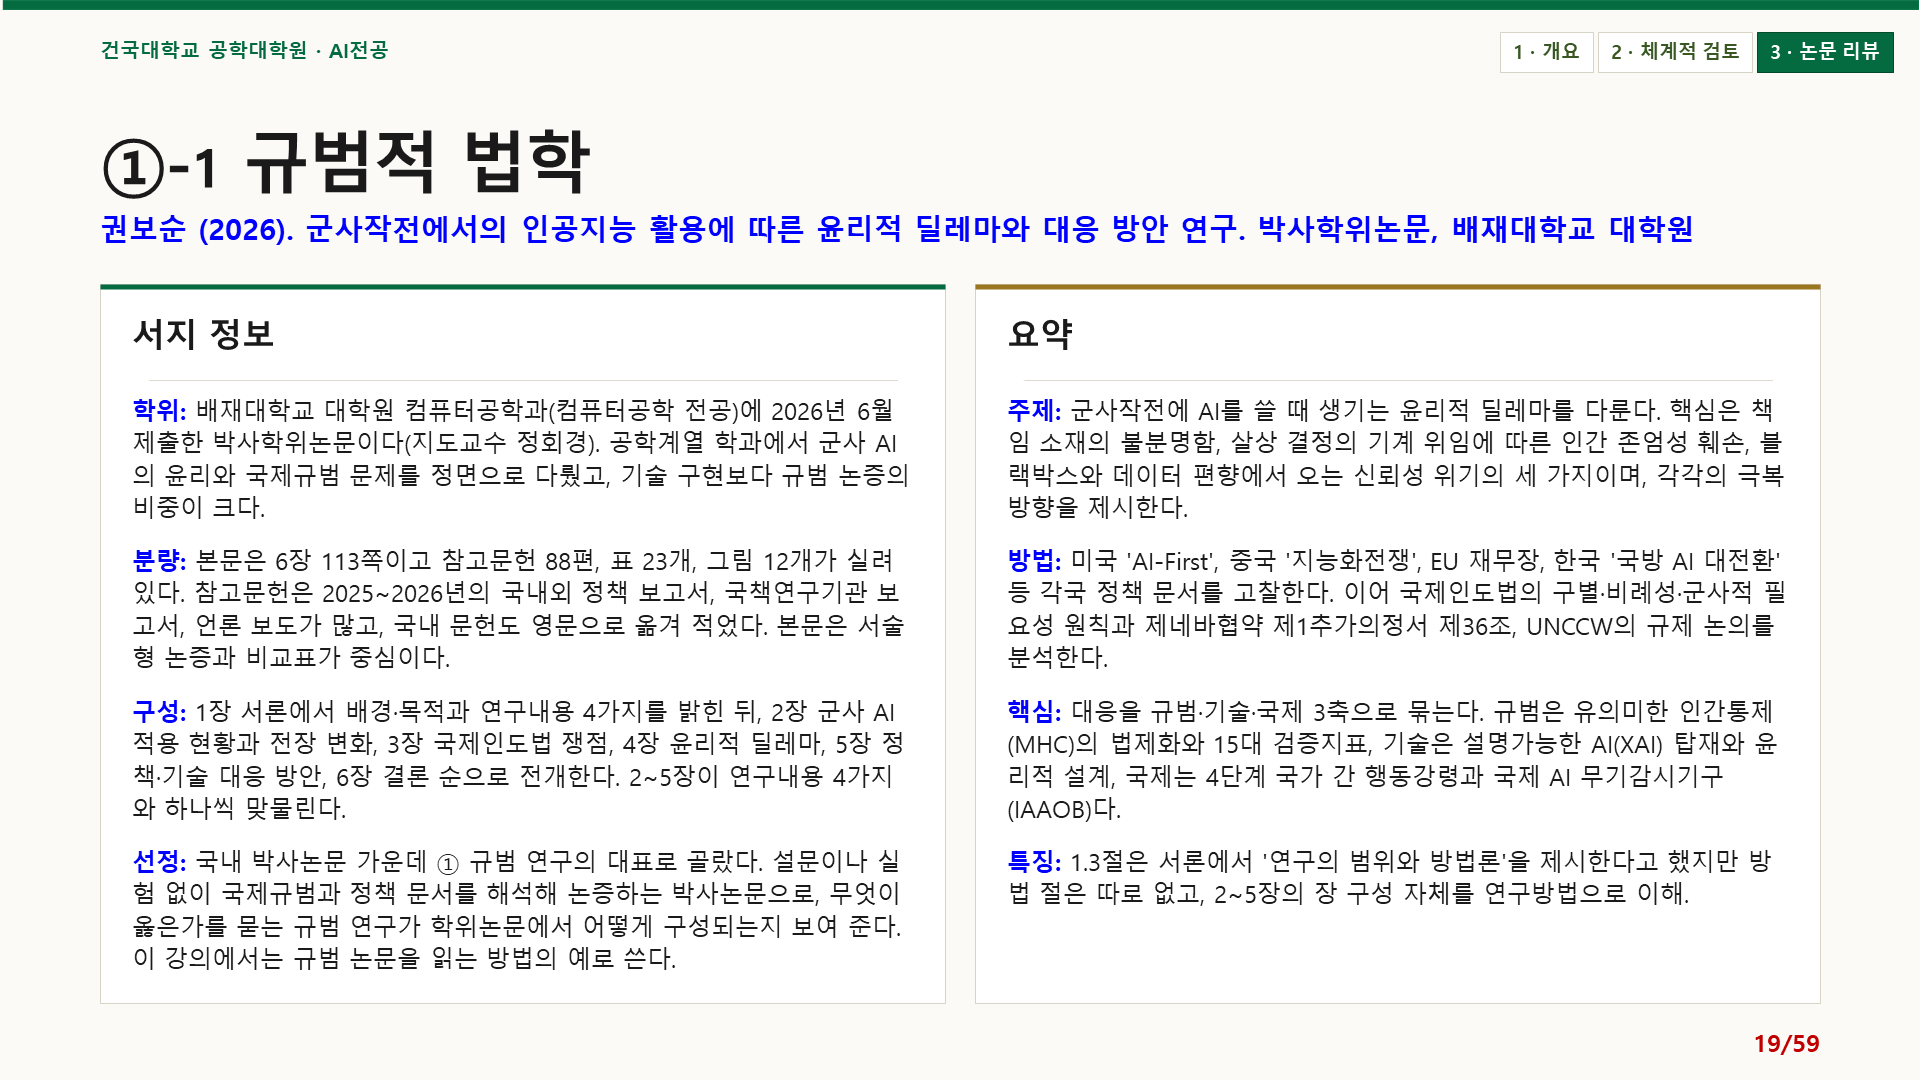 건국대학교 공학대학원 · AI전공
1 · 개요
2 · 체계적 검토
3 · 논문 리뷰
①-1 규범적 법학
권보순 (2026). 군사작전에서의 인공지능 활용에 따른 윤리적 딜레마와 대응 방안 연구. 박사학위논문, 배재대학교 대학원
서지 정보
학위: 배재대학교 대학원 컴퓨터공학과(컴퓨터공학 전공)에 2026년 6월
제출한 박사학위논문이다(지도교수 정회경). 공학계열 학과에서 군사 AI
의 윤리와 국제규범 문제를 정면으로 다뤘고, 기술 구현보다 규범 논증의
비중이 크다.
분량: 본문은 6장 113쪽이고 참고문헌 88편, 표 23개, 그림 12개가 실려
있다. 참고문헌은 2025~2026년의 국내외 정책 보고서, 국책연구기관 보
고서, 언론 보도가 많고, 국내 문헌도 영문으로 옮겨 적었다. 본문은 서술
형 논증과 비교표가 중심이다.
구성: 1장 서론에서 배경·목적과 연구내용 4가지를 밝힌 뒤, 2장 군사 AI
적용 현황과 전장 변화, 3장 국제인도법 쟁점, 4장 윤리적 딜레마, 5장 정
책·기술 대응 방안, 6장 결론 순으로 전개한다. 2~5장이 연구내용 4가지
와 하나씩 맞물린다.
선정: 국내 박사논문 가운데 ① 규범 연구의 대표로 골랐다. 설문이나 실
험 없이 국제규범과 정책 문서를 해석해 논증하는 박사논문으로, 무엇이
옳은가를 묻는 규범 연구가 학위논문에서 어떻게 구성되는지 보여 준다.
이 강의에서는 규범 논문을 읽는 방법의 예로 쓴다.
요약
주제: 군사작전에 AI를 쓸 때 생기는 윤리적 딜레마를 다룬다. 핵심은 책
임 소재의 불분명함, 살상 결정의 기계 위임에 따른 인간 존엄성 훼손, 블
랙박스와 데이터 편향에서 오는 신뢰성 위기의 세 가지이며, 각각의 극복
방향을 제시한다.
방법: 미국 'AI-First', 중국 '지능화전쟁', EU 재무장, 한국 '국방 AI 대전환'
등 각국 정책 문서를 고찰한다. 이어 국제인도법의 구별·비례성·군사적 필
요성 원칙과 제네바협약 제1추가의정서 제36조, UNCCW의 규제 논의를
분석한다.
핵심: 대응을 규범·기술·국제 3축으로 묶는다. 규범은 유의미한 인간통제
(MHC)의 법제화와 15대 검증지표, 기술은 설명가능한 AI(XAI) 탑재와 윤
리적 설계, 국제는 4단계 국가 간 행동강령과 국제 AI 무기감시기구
(IAAOB)다.
특징: 1.3절은 서론에서 '연구의 범위와 방법론'을 제시한다고 했지만 방
법 절은 따로 없고, 2~5장의 장 구성 자체를 연구방법으로 이해.
19/59